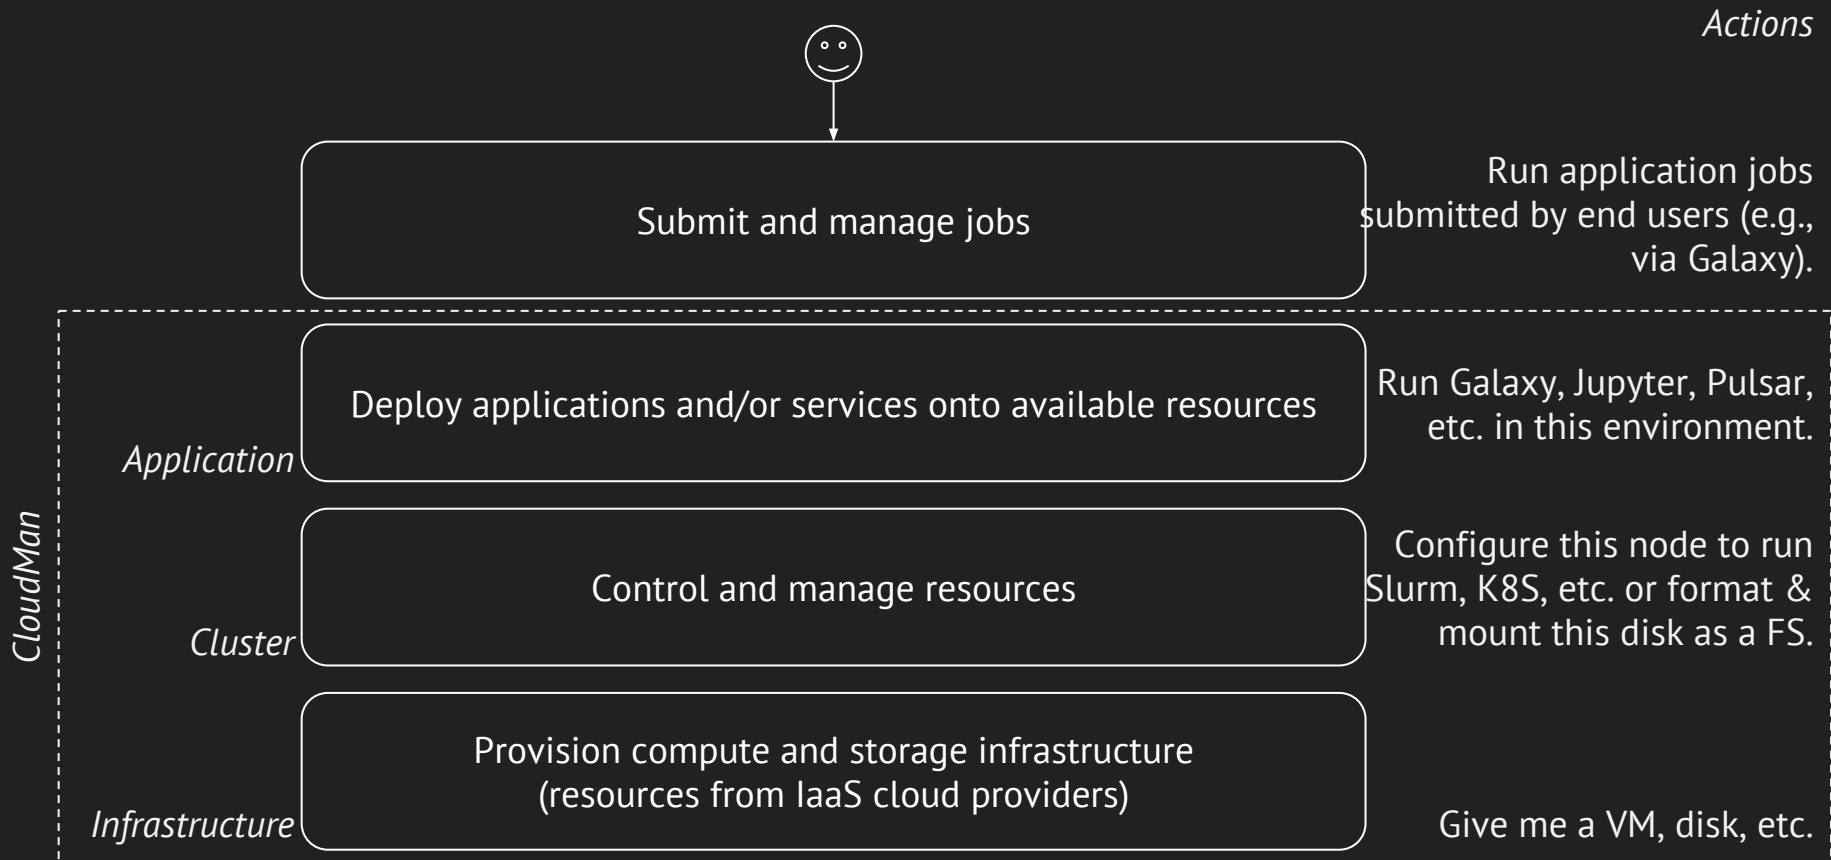 Actions
Submit and manage jobs
Run application jobs
submitted by end users (e.g.,
via Galaxy).
CloudMan
Application
Deploy applications and/or services onto available resources
Run Galaxy, Jupyter, Pulsar,
etc. in this environment.
Cluster
Control and manage resources
Configure this node to run
Slurm, K8S, etc. or format &
mount this disk as a FS.
Infrastructure
Provision compute and storage infrastructure
(resources from IaaS cloud providers)
Give me a VM, disk, etc.